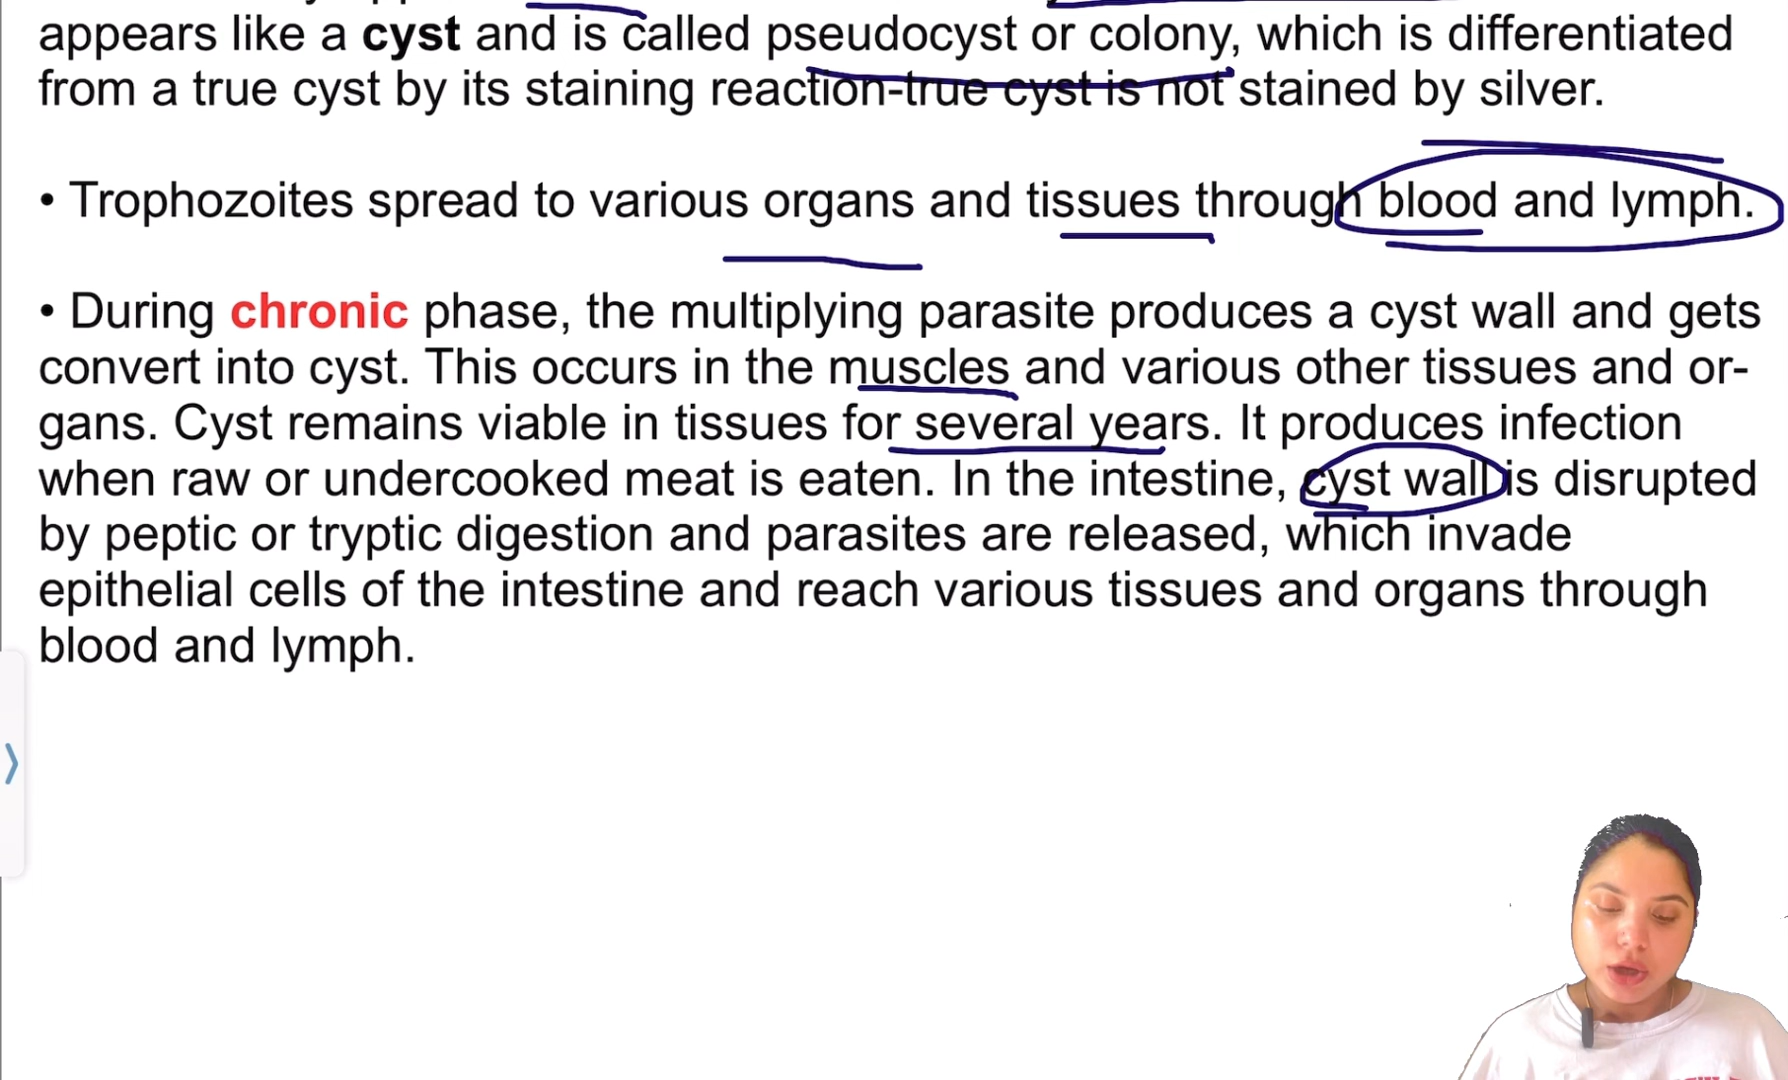 appears like a cyst and is called pseudocyst or colony, which is differentiated
from a true cyst by its staining reaction-true cyst is not stained by silver.
• Trophozoites spread to various organs and tissues through blood and lymph.
• During chronic phase, the multiplying parasite produces a cyst wall and gets
convert into cyst. This occurs in the muscles and various other tissues and or-
gans. Cyst remains viable in tissues for several years. It produces infection
when raw or undercooked meat is eaten. In the intestine, cyst wall is disrupted
by peptic or tryptic digestion and parasites are released, which invade
epithelial cells of the intestine and reach various tissues and organs through
blood and lymph.